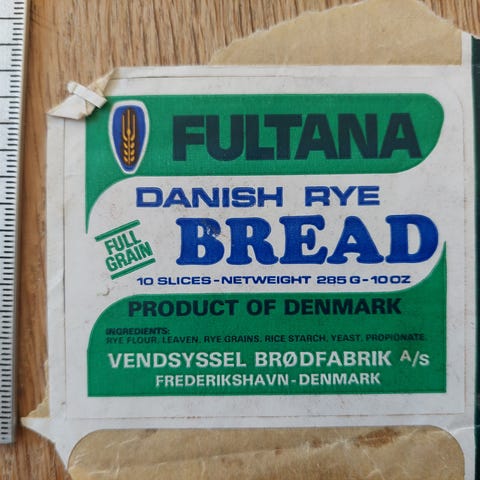 FULTANA
DANISH RYE
BREAD
FULL
GRAIN
10 SLICES-NETWEIGHT 285 G-10 OZ
PRODUCT OF DENMARK
INGREDIENTS:
RYE FLOUR, LEAVEN, RYE GRAINS, RICE STARCH, YEAST, PROPIONATE.
VENDSYSSEL BRØDFABRIK A/S
FREDERIKSHAVN-DENMARK